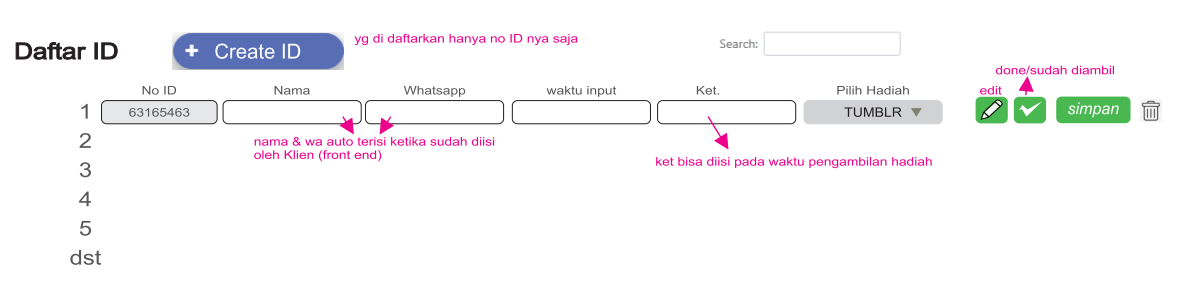 Daftar ID
+ Create ID
yg di daftarkan hanya no ID nya saja
Search:
done/sudah diambil
edit
No ID Nama Whatsapp waktu input Ket. Pilih Hadiah
1 63165463 TUMBLR ▼ simpan
2
nama & wa auto terisi ketika sudah diisi
oleh Klien (front end)
ket bisa diisi pada waktu pengambilan hadiah
3
4
5
dst